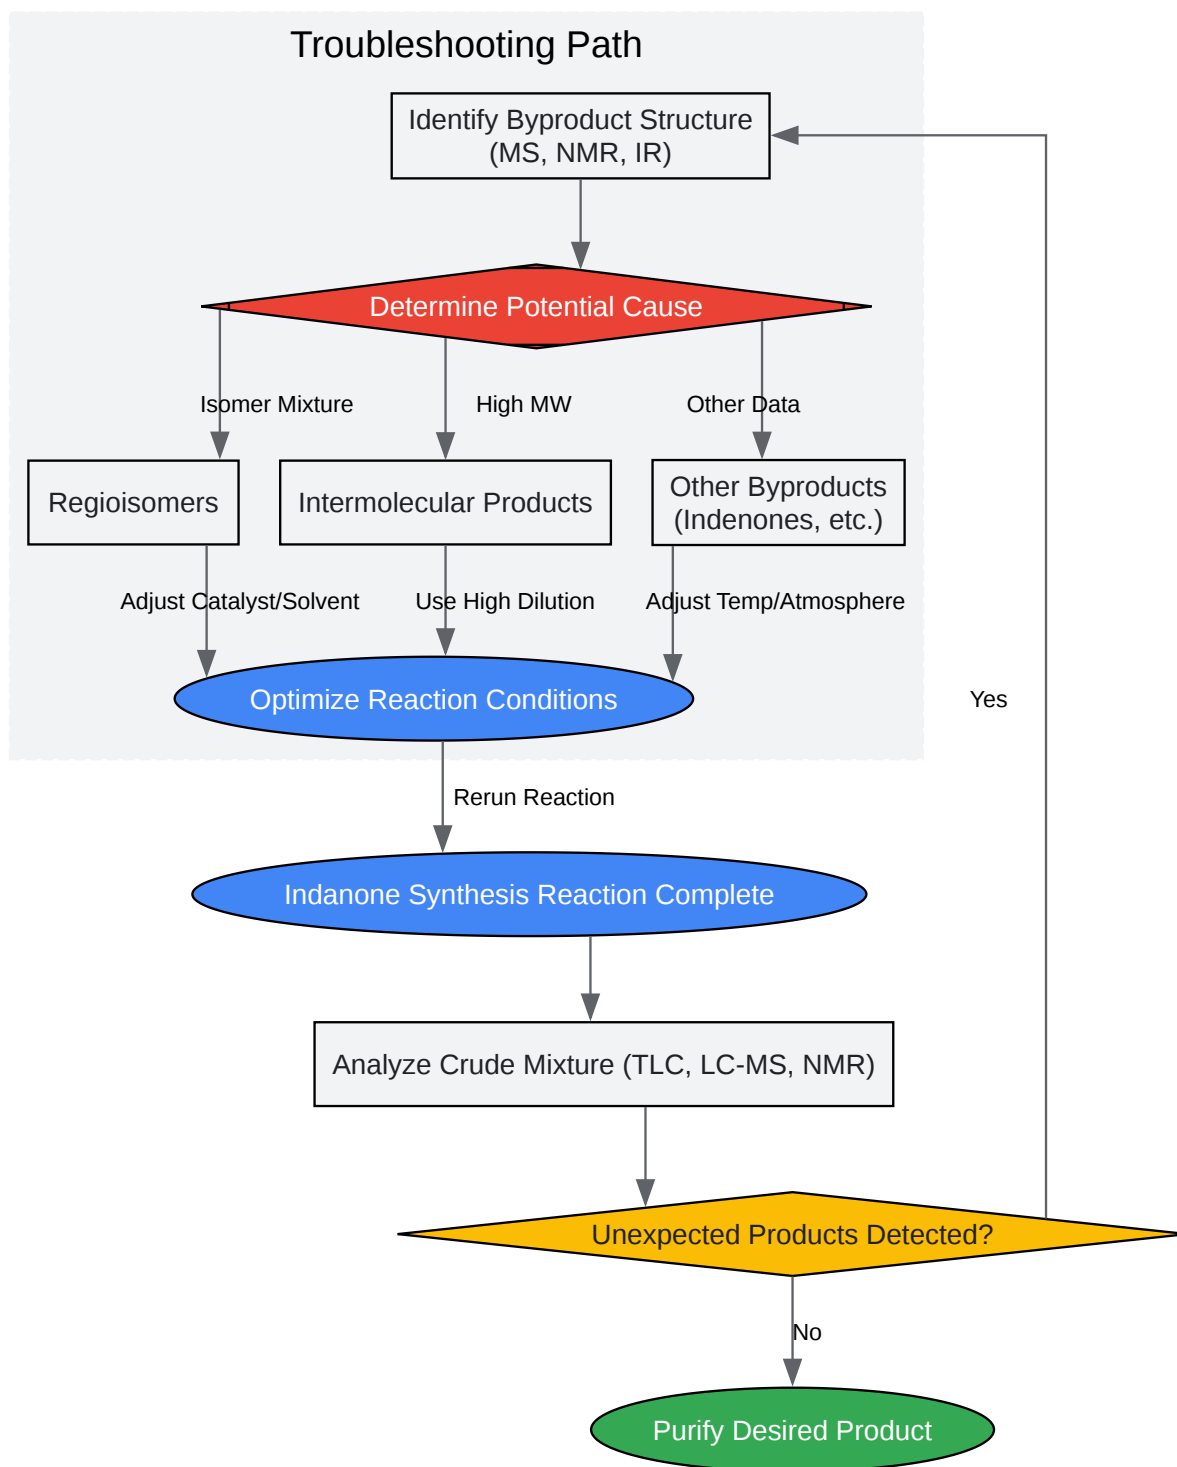 Troubleshooting Path
Identify Byproduct Structure
(MS, NMR, IR)
Determine Potential Cause
Isomer Mixture
High MW
Other Data
Regioisomers
Intermolecular Products
Other Byproducts
(Indenones, etc.)
Adjust Catalyst/Solvent
Use High Dilution
Adjust Temp/Atmosphere
Optimize Reaction Conditions
Yes
Rerun Reaction
Indanone Synthesis Reaction Complete
Analyze Crude Mixture (TLC, LC-MS, NMR)
Unexpected Products Detected?
No
Purify Desired Product